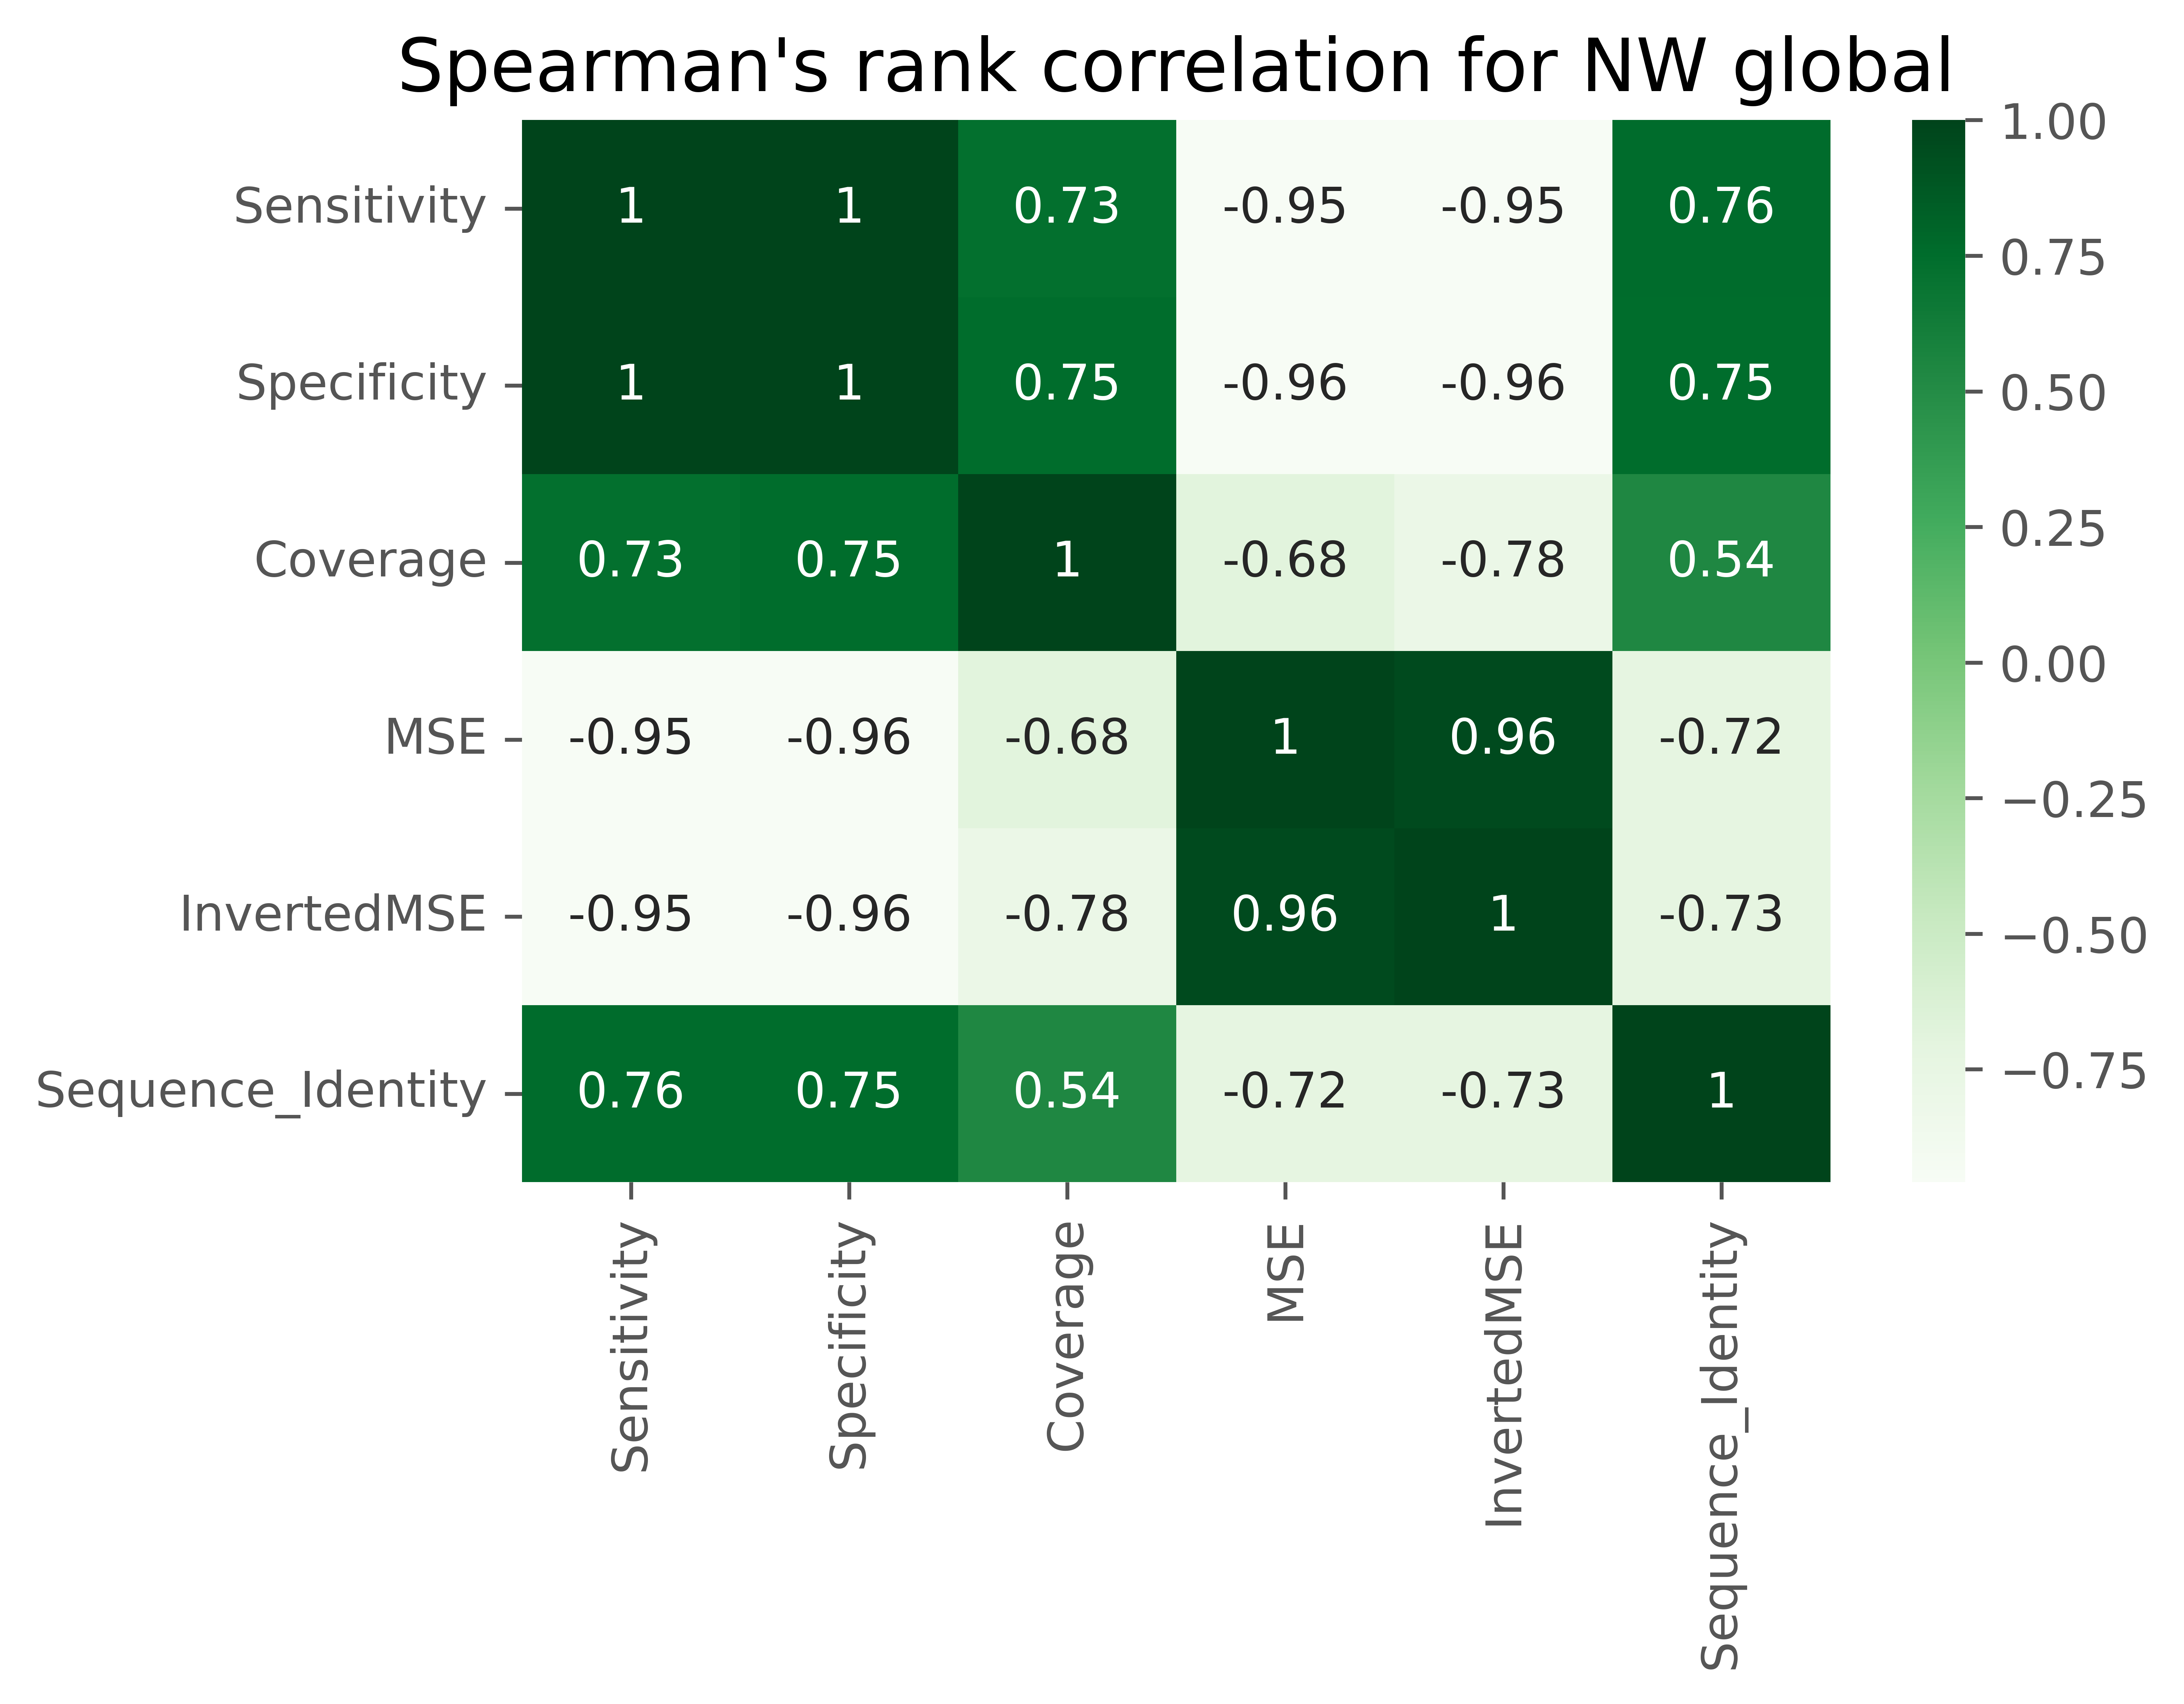 Spearman's rank correlation for NW global
Sensitivity 1 1 0.73 -0.95 -0.95 0.76
Specificity 1 1 0.75 -0.96 -0.96 0.75
Coverage 0.73 0.75 1 -0.68 -0.78 0.54
MSE -0.95 -0.96 -0.68 1 0.96 -0.72
InvertedMSE -0.95 -0.96 -0.78 0.96 1 -0.73
Sequence_Identity 0.76 0.75 0.54 -0.72 -0.73 1
Sensitivity
Specificity
Coverage
MSE
InvertedMSE
Sequence_Identity
1.00
0.75
0.50
0.25
0.00
−0.25
−0.50
−0.75